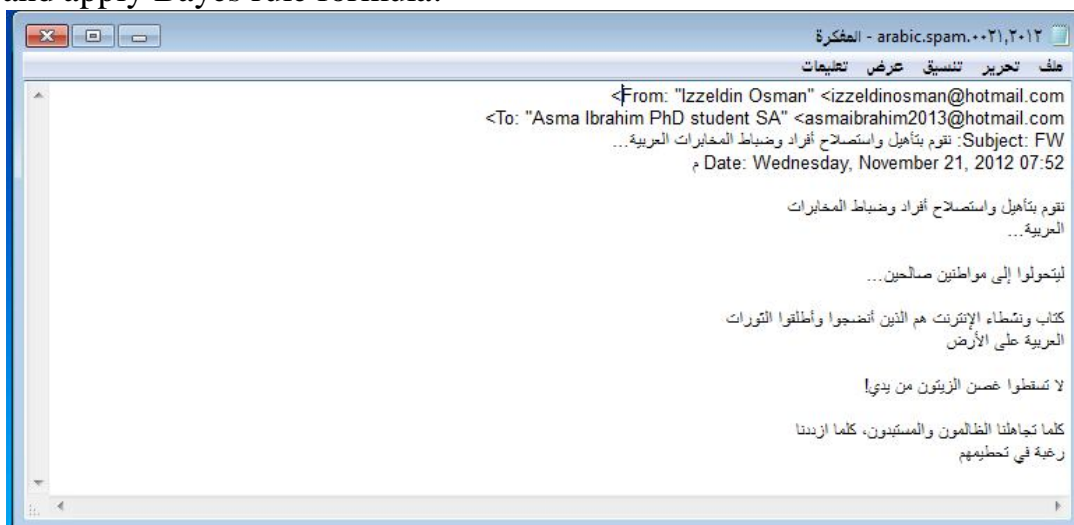 and apply Bayes rule formula.
arabic.spam.٠٠٢١,٢٠١٢ - المفكرة
ملف تحرير تنسيق عرض تعليمات
<From: "Izzeldin Osman" <izzeldinosman@hotmail.com
<To: "Asma Ibrahim PhD student SA" <asmaibrahim2013@hotmail.com
Subject: FW: نقوم بتأهيل واستصلاح أفراد وضباط المخابرات العربية...
Date: Wednesday, November 21, 2012 07:52 م
نقوم بتأهيل واستصلاح أفراد وضباط المخابرات
العربية...
ليتحولوا إلى مواطنين صالحين...
كتاب ونشطاء الإنترنت هم الذين أنضجوا وأطلقوا الثورات
العربية على الأرض
لا تسقطوا غصن الزيتون من يدي!
كلما تجاهلنا الظالمون والمستبدون، كلما ازددنا
رغبة في تحطيمهم